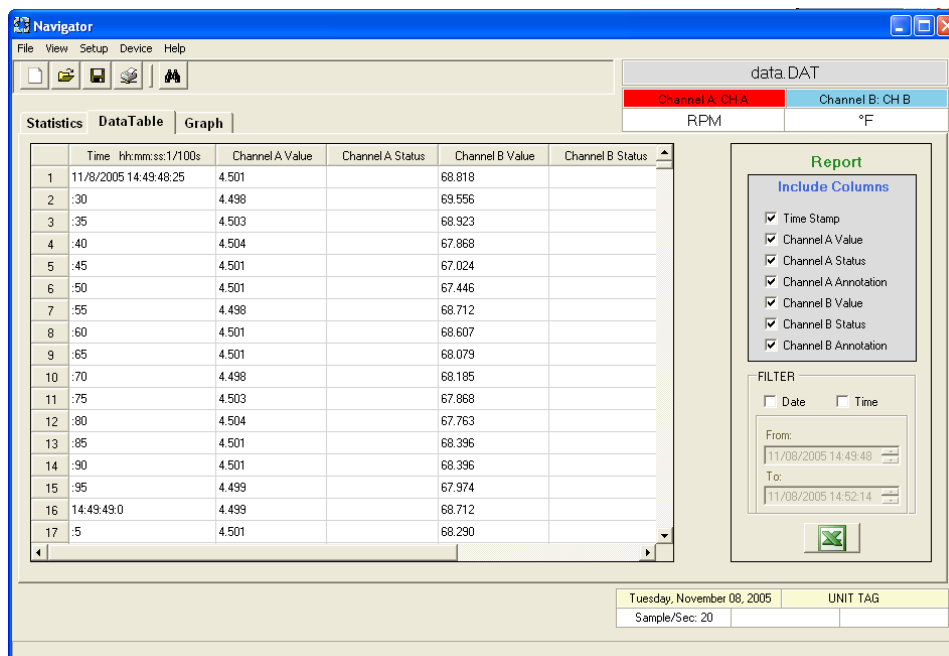 Navigator
File View Setup Device Help
data.DAT
Channel A: CH A Channel B: CH B
RPM °F
Statistics DataTable Graph
Time hh:mm:ss:1/100s Channel A Value Channel A Status Channel B Value Channel B Status
1 11/8/2005 14:49:48:25 4.501 68.818
2 :30 4.498 69.556
3 :35 4.503 68.923
4 :40 4.504 67.868
5 :45 4.501 67.024
6 :50 4.501 67.446
7 :55 4.498 68.712
8 :60 4.501 68.607
9 :65 4.501 68.079
10 :70 4.498 68.185
11 :75 4.503 67.868
12 :80 4.504 67.763
13 :85 4.501 68.396
14 :90 4.501 68.396
15 :95 4.499 67.974
16 14:49:49:0 4.499 68.712
17 :5 4.501 68.290
Report
Include Columns
Time Stamp
Channel A Value
Channel A Status
Channel A Annotation
Channel B Value
Channel B Status
Channel B Annotation
FILTER
Date Time
From:
11/08/2005 14:49:48
To:
11/08/2005 14:52:14
Tuesday, November 08, 2005 UNIT TAG
Sample/Sec: 20